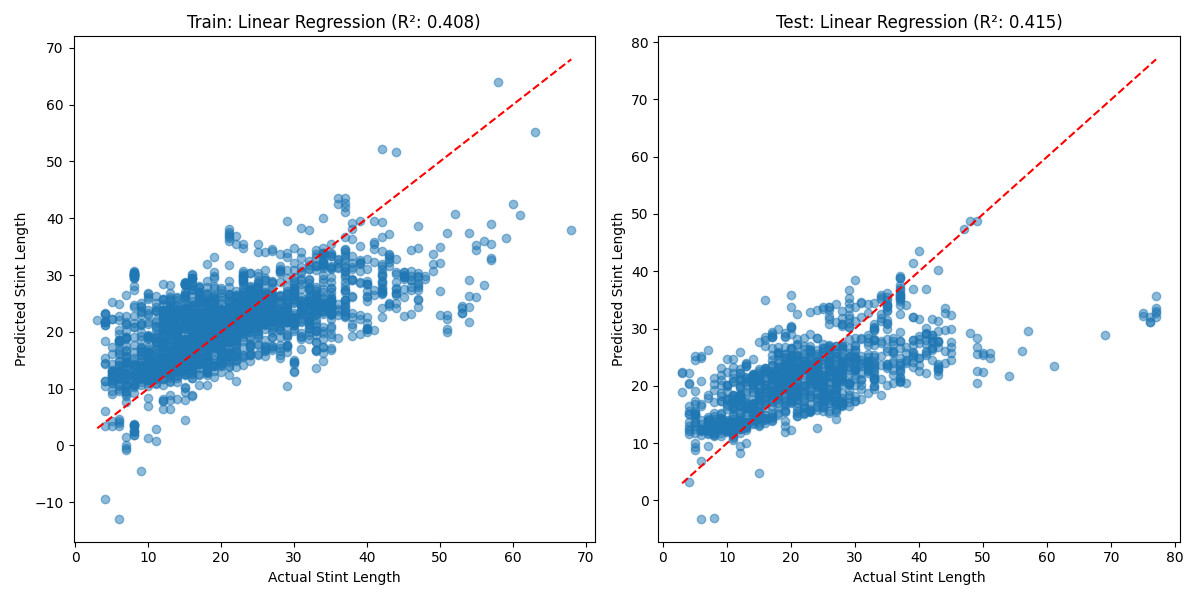 Train: Linear Regression (R²: 0.408)
Predicted Stint Length
70
60
50
40
30
20
10
0
−10
0 10 20 30 40 50 60 70
Actual Stint Length
Test: Linear Regression (R²: 0.415)
Predicted Stint Length
80
70
60
50
40
30
20
10
0
0 10 20 30 40 50 60 70 80
Actual Stint Length